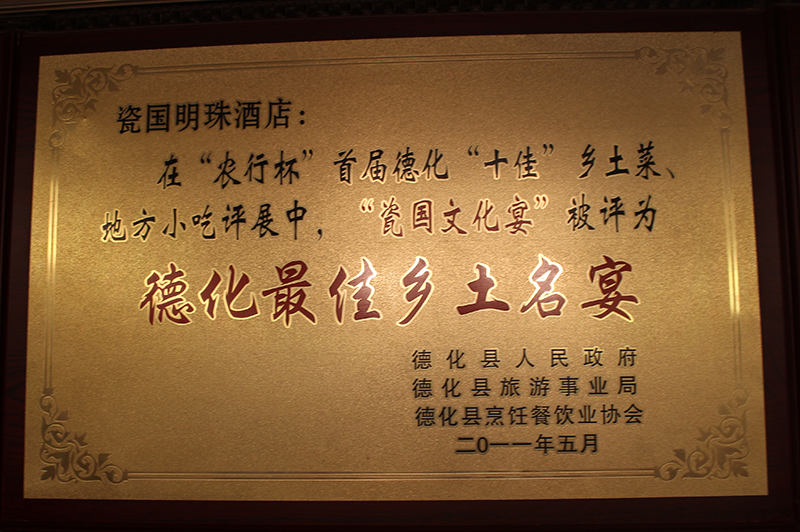 瓷国明珠酒店：
在“农行杯”首届德化“十佳”乡土菜、
地方小吃评展中，“瓷国文化宴”被评为
德化最佳乡土名宴
德化县人民政府
德化县旅游事业局
德化县烹饪餐饮业协会
二0一一年五月